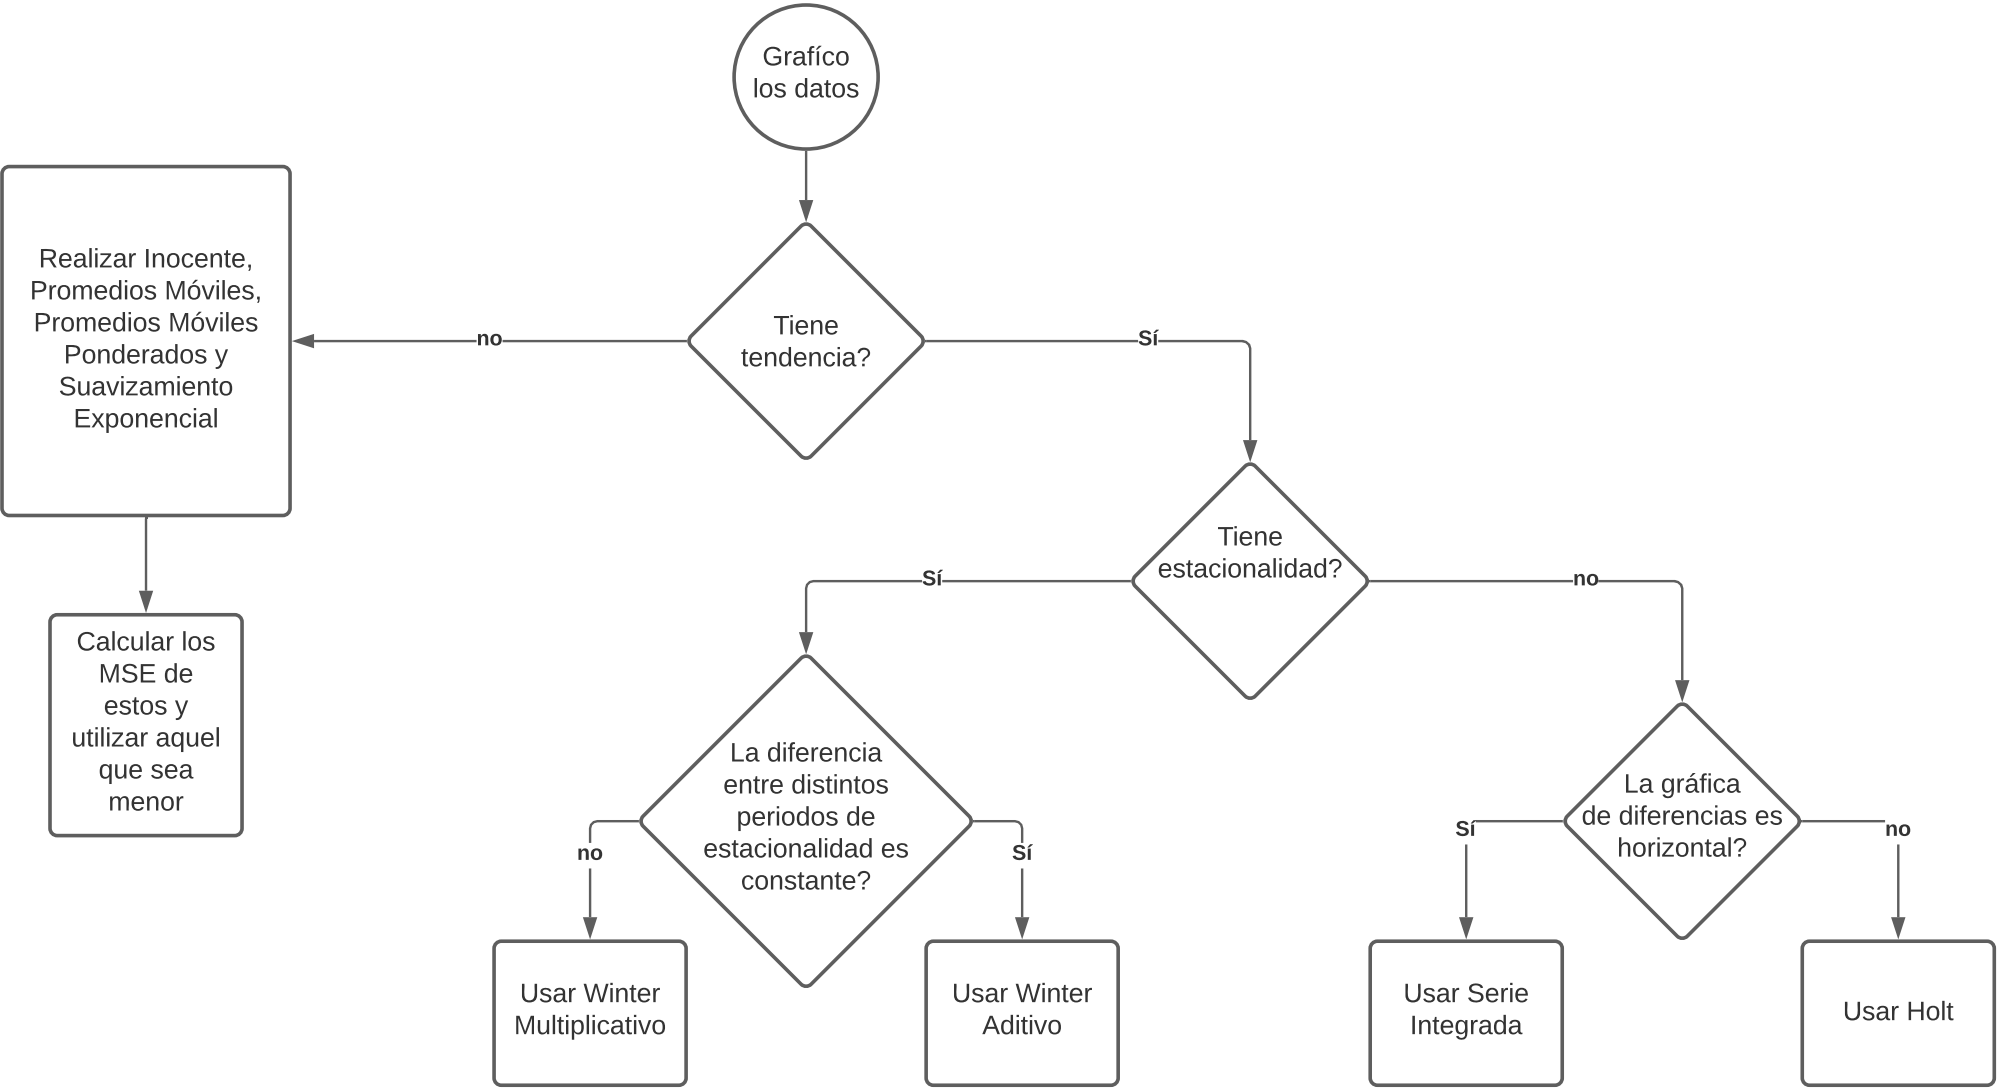 Grafíco
los datos
Tiene
tendencia?
no
Sí
Realizar Inocente,
Promedios Móviles,
Promedios Móviles
Ponderados y
Suavizamiento
Exponencial
Calcular los
MSE de
estos y
utilizar aquel
que sea
menor
Tiene
estacionalidad?
Sí
no
La diferencia
entre distintos
periodos de
estacionalidad es
constante?
no
Sí
La gráfica
de diferencias es
horizontal?
Sí
no
Usar Winter
Multiplicativo
Usar Winter
Aditivo
Usar Serie
Integrada
Usar Holt